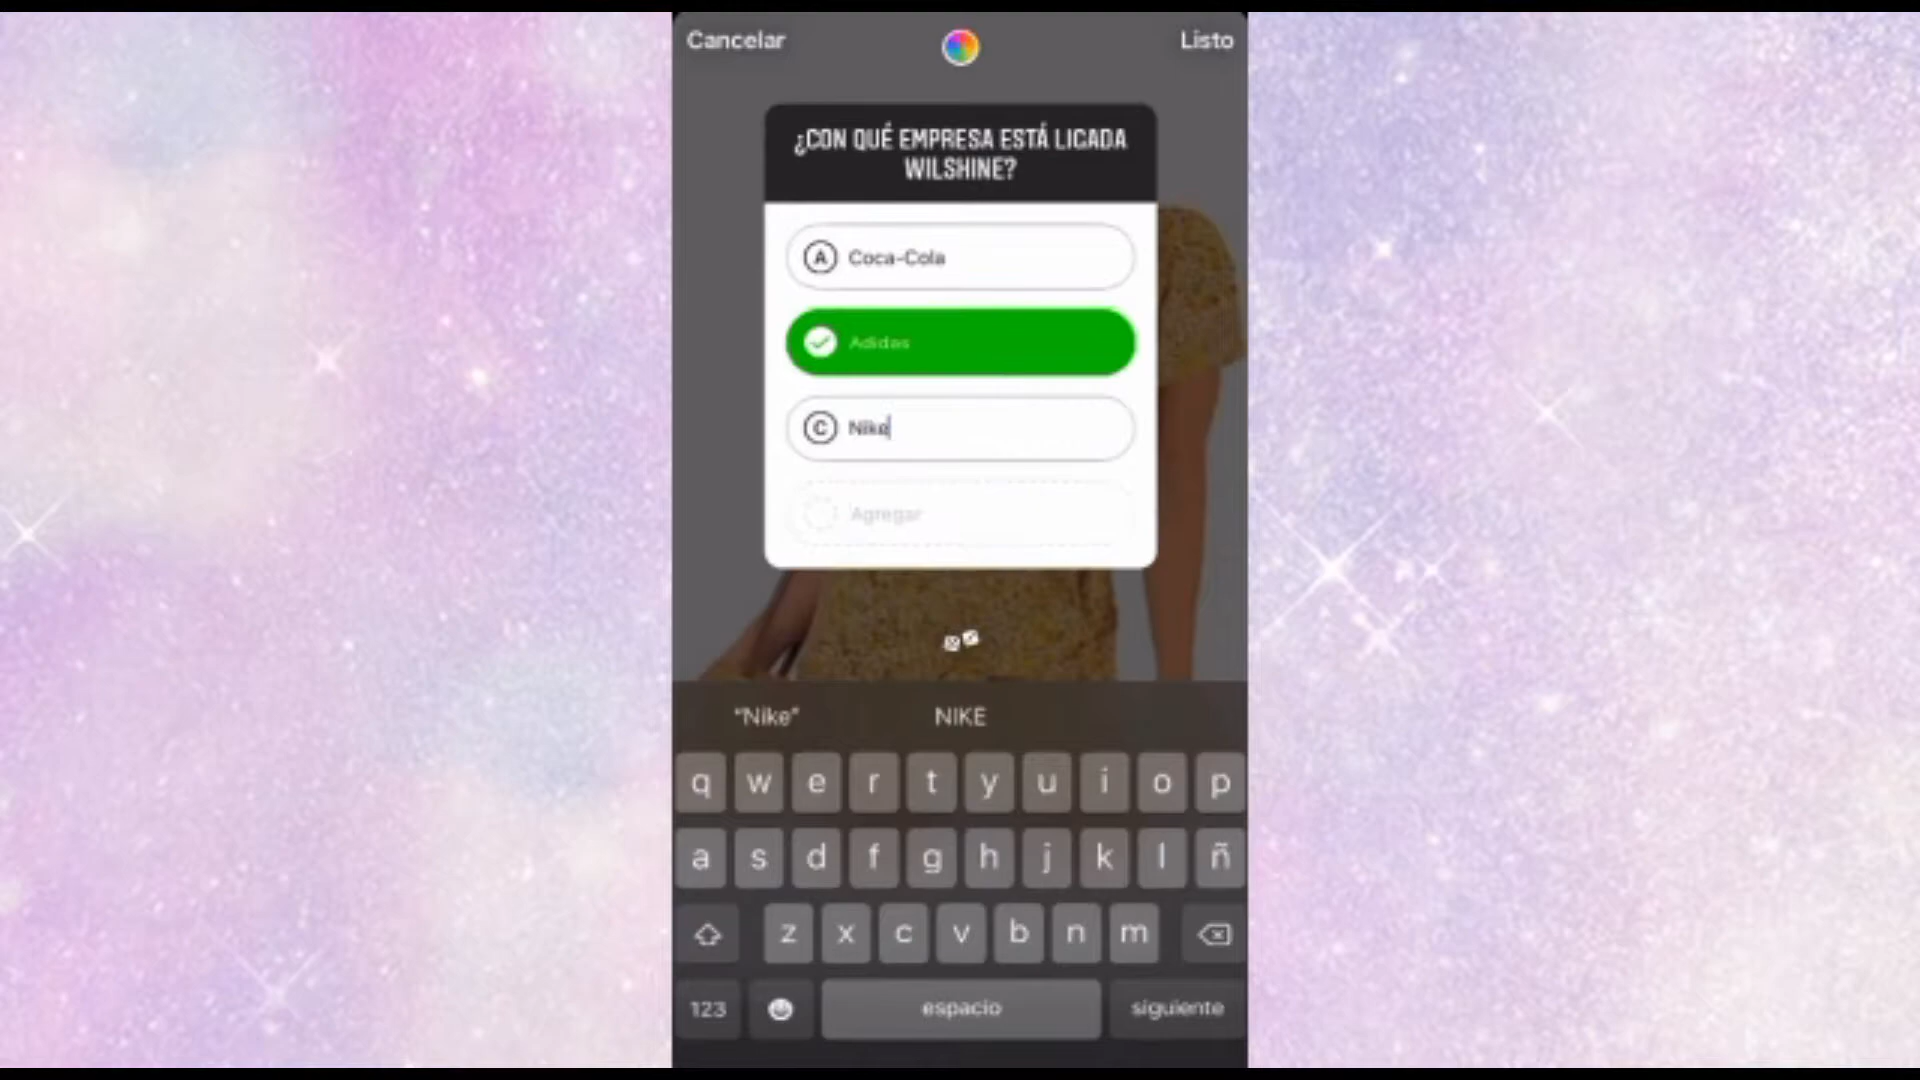 Cancelar
Listo
¿CON QUÉ EMPRESA ESTÁ LIGADA
WILSHINE?
A Coca-Cola
Adidas
C Nike
Agregar
"Nike" NIKE
q w e r t y u i o p
a s d f g h j k l ñ
z x c v b n m
123 espacio siguiente